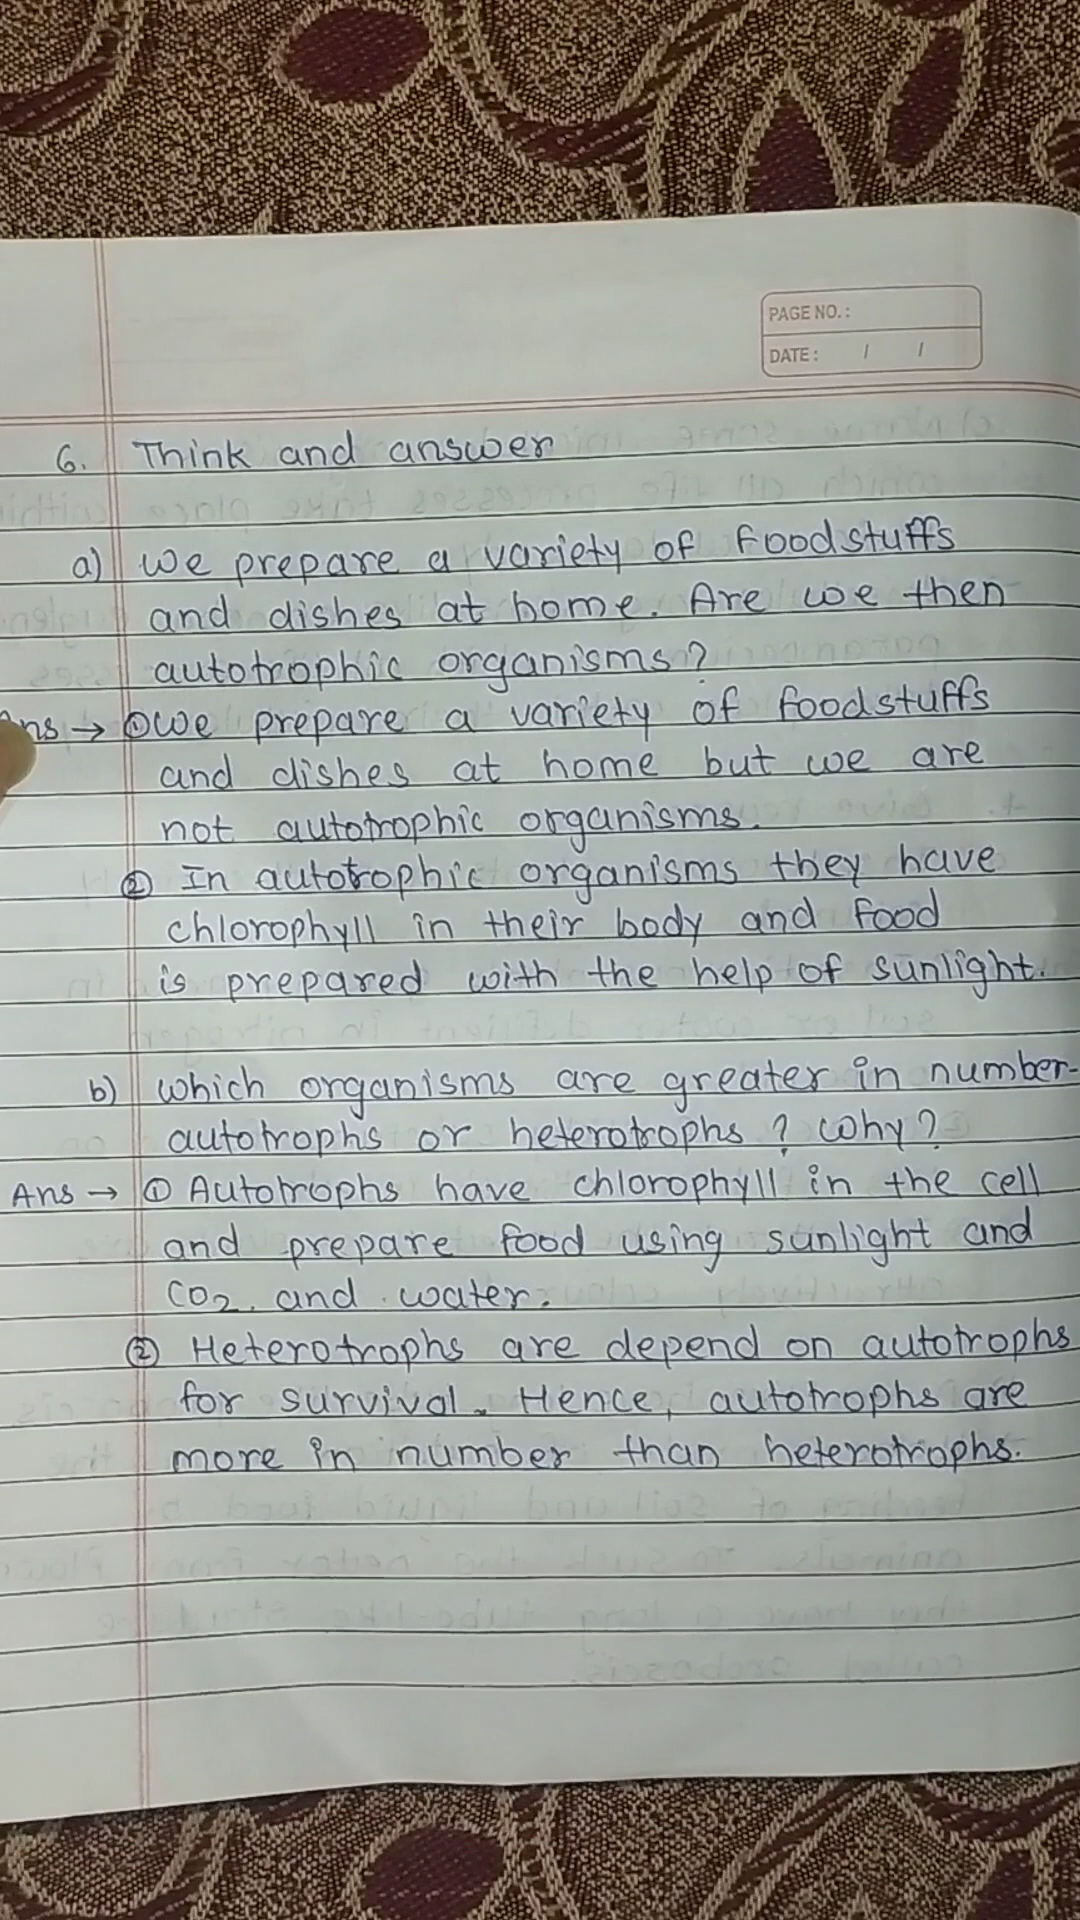 PAGE NO.:
DATE: / /
6. Think and answer
a) We prepare a variety of foodstuffs
and dishes at home. Are we then
autotrophic organisms?
Ans → ① We prepare a variety of foodstuffs
and dishes at home but we are
not autotrophic organisms.
② In autotrophic organisms they have
chlorophyll in their body and food
is prepared with the help of sunlight.
b) Which organisms are greater in number-
autotrophs or heterotrophs? Why?
Ans → ① Autotrophs have chlorophyll in the cell
and prepare food using sunlight and
CO2, and water.
② Heterotrophs are depend on autotrophs
for survival. Hence, autotrophs are
more in number than heterotrophs.